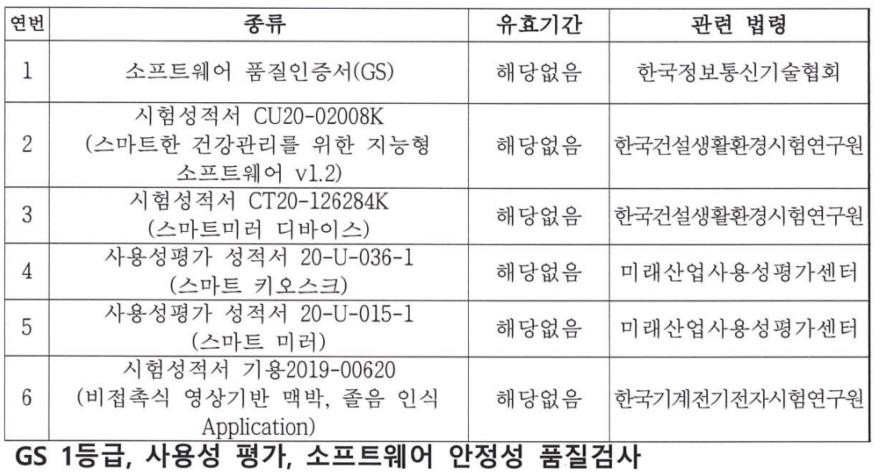 연번 종류 유효기간 관련 법령
1 소프트웨어 품질인증서(GS) 해당없음 한국정보통신기술협회
시험성적서 CU20-02008K
2 (스마트한 건강관리를 위한 지능형 해당없음 한국건설생활환경시험연구원
소프트웨어 v1.2)
시험성적서 CT20-126284K
3 해당없음 한국건설생활환경시험연구원
(스마트미러 디바이스)
사용성평가 성적서 20-U-036-1
4 해당없음 미래산업사용성평가센터
(스마트 키오스크)
사용성평가 성적서 20-U-015-1
5 해당없음 미래산업사용성평가센터
(스마트 미러)
시험성적서 기용2019-00620
6 (비접촉식 영상기반 맥박, 졸음 인식 해당없음 한국기계전기전자시험연구원
Application)
GS 1등급, 사용성 평가, 소프트웨어 안정성 품질검사